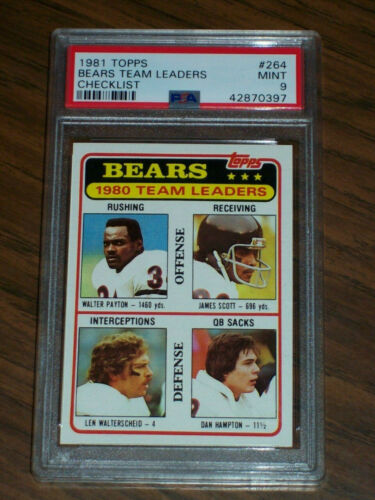 1981 TOPPS #264
BEARS TEAM LEADERS MINT
CHECKLIST 9
PSA 42870397
BEARS topps
1980 TEAM LEADERS
RUSHING RECEIVING
OFFENSE
WALTER PAYTON – 1460 yds. JAMES SCOTT – 696 yds.
INTERCEPTIONS QB SACKS
DEFENSE
LEN WALTERSCHEID – 4 DAN HAMPTON – 11½